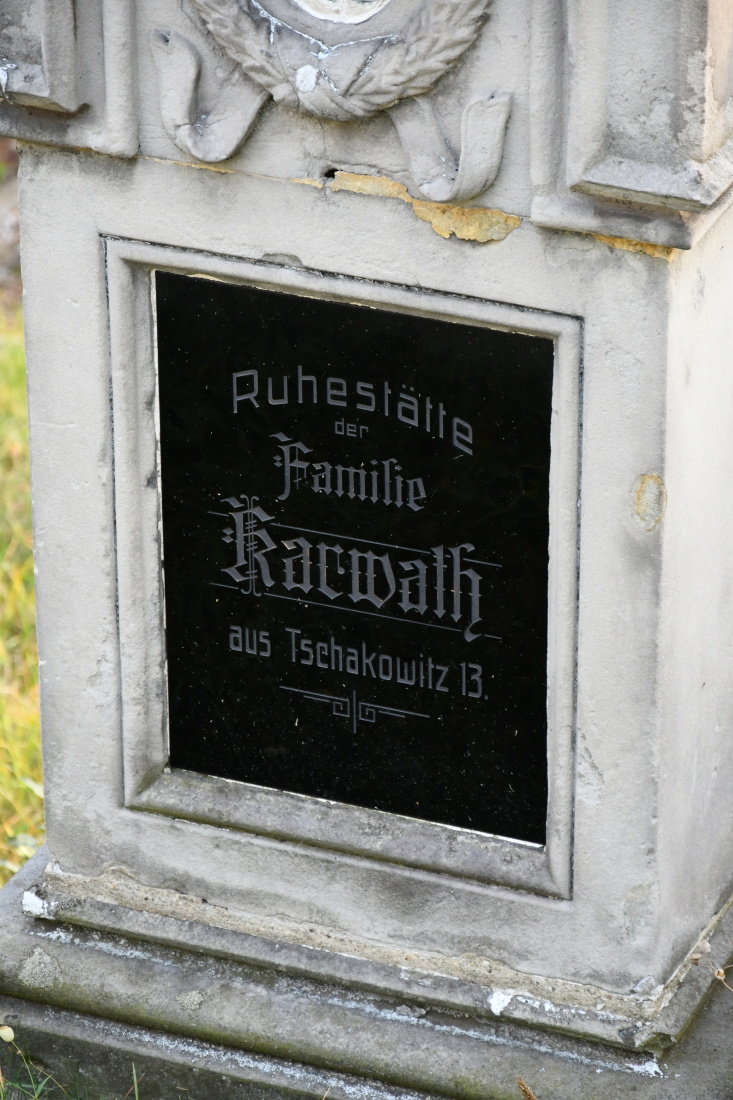 Ruhestätte
der
Familie
Karwath
aus Tschakowitz 13.